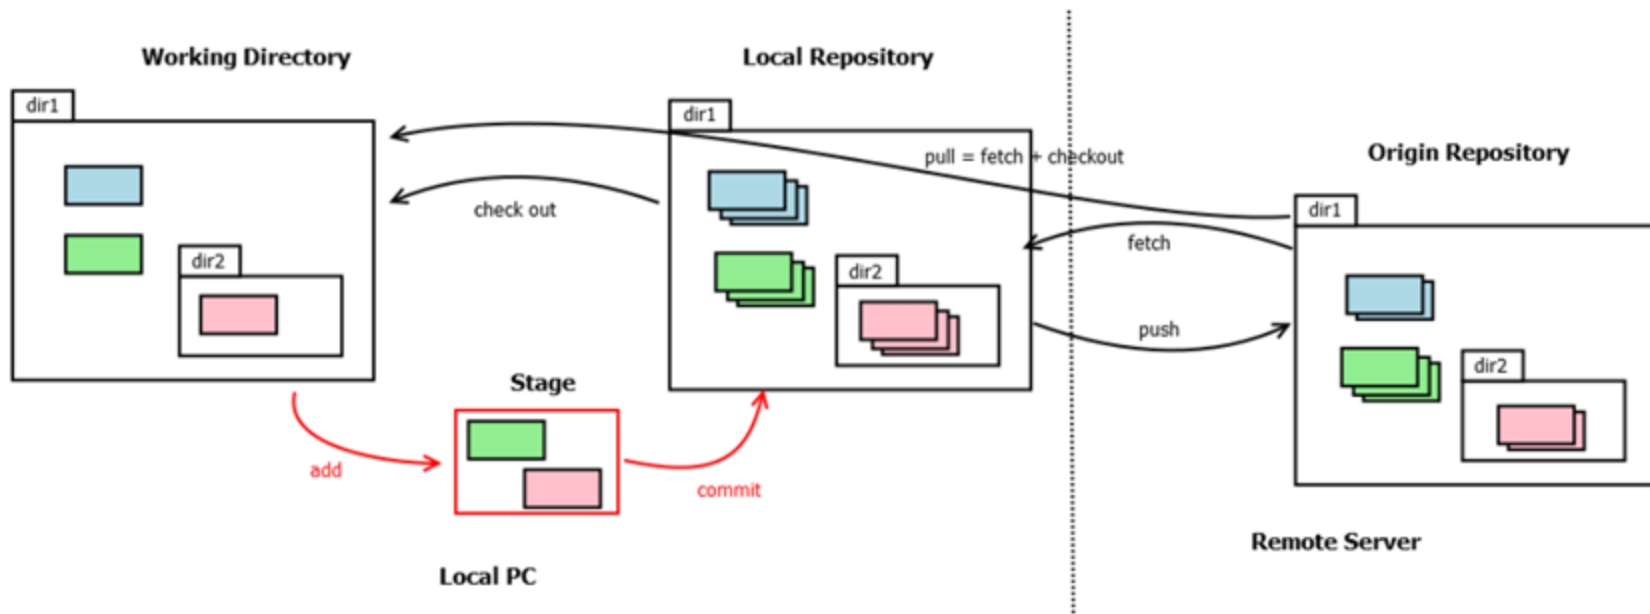 Working Directory
Local Repository
dir1
dir1
pull = fetch + checkout
Origin Repository
check out
dir1
fetch
dir2
dir2
push
Stage
dir2
add
commit
Remote Server
Local PC